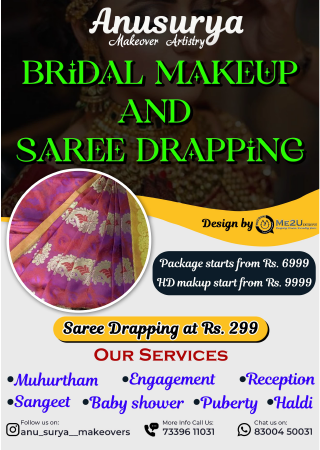 Anusurya
Makeover Artistry
BRIDAL MAKEUP
AND
SAREE DRAPPING
Design by ME2U
Package starts from Rs. 6999
HD makup start from Rs. 9999
Saree Drapping at Rs. 299
OUR SERVICES
•Muhurtham •Engagement •Reception
•Sangeet •Baby shower •Puberty •Haldi
Follow us on: More Info Call Us: Chat us on:
anu_surya_makeovers 73396 11031 83004 50031